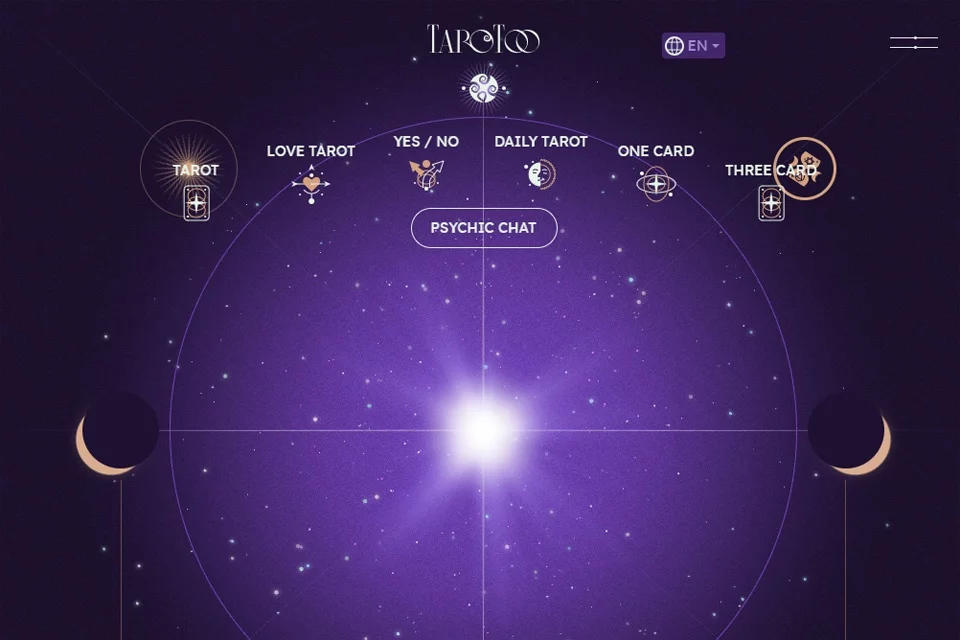 TAROTOO
EN
TAROT
LOVE TAROT
YES / NO
DAILY TAROT
ONE CARD
THREE CARD
PSYCHIC CHAT